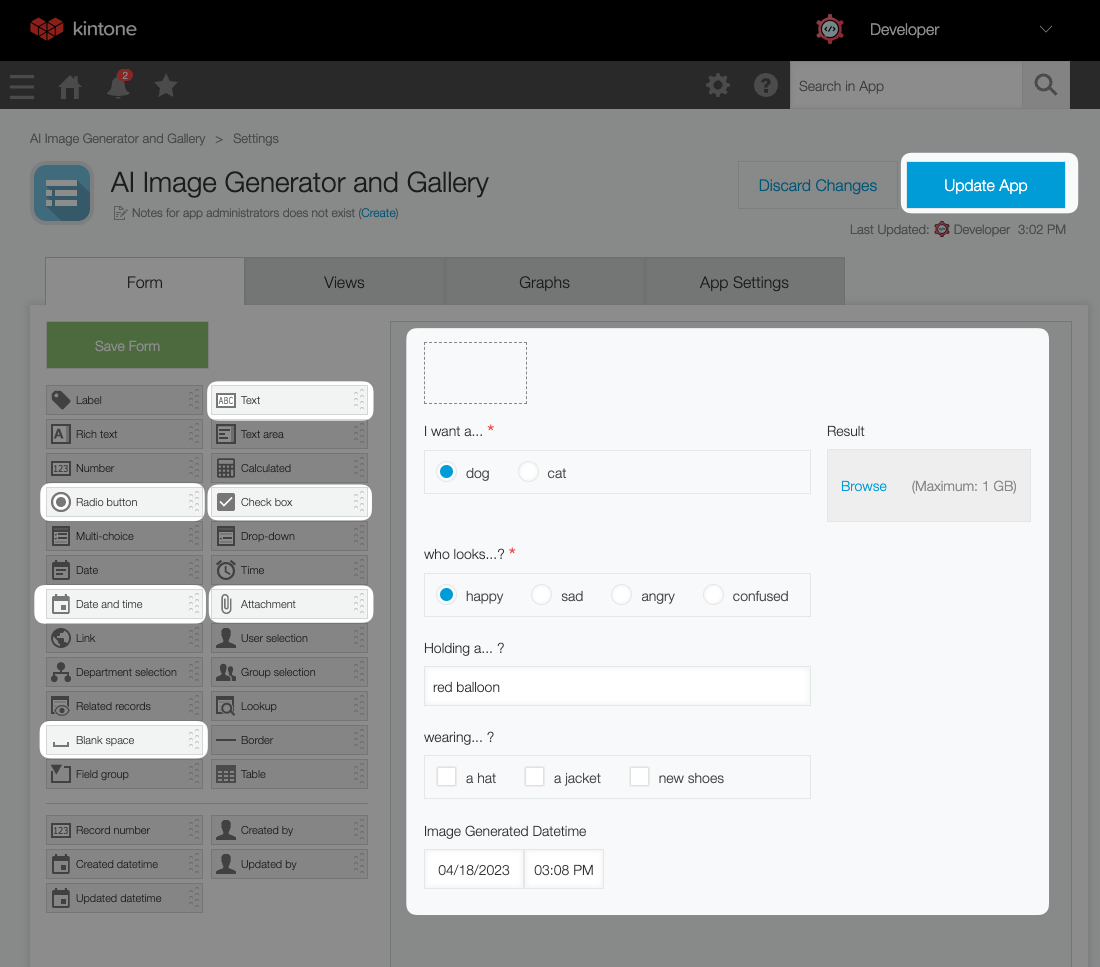 kintone
Developer
2
Search in App
AI Image Generator and Gallery > Settings
AI Image Generator and Gallery
Notes for app administrators does not exist (Create)
Discard Changes
Update App
Last Updated: Developer 3:02 PM
Form
Views
Graphs
App Settings
Save Form
Label
ABC Text
A Rich text
Text area
123 Number
Calculated
Radio button
Check box
Multi-choice
Drop-down
Date
Time
Date and time
Attachment
Link
User selection
Department selection
Group selection
Related records
Lookup
Blank space
Border
Field group
Table
123 Record number
Created by
Created datetime
Updated by
Updated datetime
I want a... *
dog cat
Result
Browse (Maximum: 1 GB)
who looks...? *
happy sad angry confused
Holding a... ?
red balloon
wearing... ?
a hat a jacket new shoes
Image Generated Datetime
04/18/2023 03:08 PM